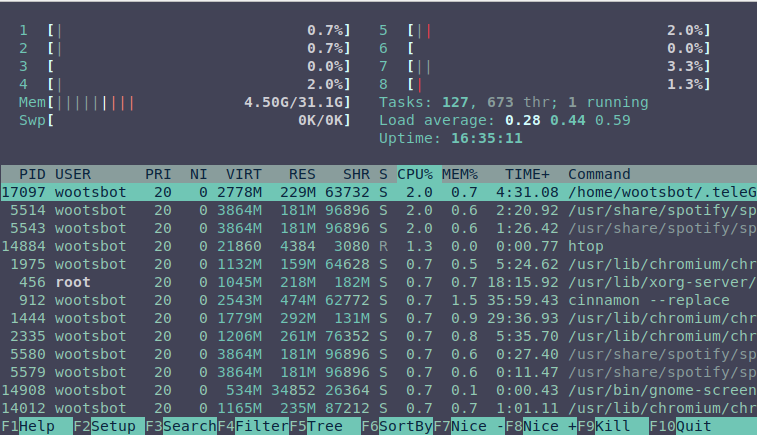 1 [| 0.7%] 5 [|| 2.0%]
2 [| 0.7%] 6 [ 0.0%]
3 [ 0.0%] 7 [|| 3.3%]
4 [| 2.0%] 8 [| 1.3%]
Mem[||||||||| 4.50G/31.1G] Tasks: 127, 673 thr; 1 running
Swp[ 0K/0K] Load average: 0.28 0.44 0.59
Uptime: 16:35:11
PID USER PRI NI VIRT RES SHR S CPU% MEM% TIME+ Command
17097 wootsbot 20 0 2778M 229M 63732 S 2.0 0.7 4:31.08 /home/wootsbot/.teleG
5514 wootsbot 20 0 3864M 181M 96896 S 2.0 0.6 2:20.92 /usr/share/spotify/sp
5543 wootsbot 20 0 3864M 181M 96896 S 2.0 0.6 1:26.42 /usr/share/spotify/sp
14884 wootsbot 20 0 21860 4384 3080 R 1.3 0.0 0:00.77 htop
1975 wootsbot 20 0 1132M 159M 64628 S 0.7 0.5 5:24.62 /usr/lib/chromium/chr
456 root 20 0 1045M 218M 182M S 0.7 0.7 18:15.92 /usr/lib/xorg-server/
912 wootsbot 20 0 2543M 474M 62772 S 0.7 1.5 35:59.43 cinnamon --replace
1444 wootsbot 20 0 1779M 292M 131M S 0.7 0.9 29:36.93 /usr/lib/chromium/chr
2335 wootsbot 20 0 1206M 261M 76352 S 0.7 0.8 5:35.70 /usr/lib/chromium/chr
5580 wootsbot 20 0 3864M 181M 96896 S 0.7 0.6 0:27.40 /usr/share/spotify/sp
5579 wootsbot 20 0 3864M 181M 96896 S 0.7 0.6 0:11.47 /usr/share/spotify/sp
14908 wootsbot 20 0 534M 34852 26364 S 0.7 0.1 0:00.43 /usr/bin/gnome-screen
14012 wootsbot 20 0 1165M 235M 87212 S 0.7 0.7 1:01.11 /usr/lib/chromium/chr
F1Help F2Setup F3SearchF4FilterF5Tree F6SortByF7Nice -F8Nice +F9Kill F10Quit